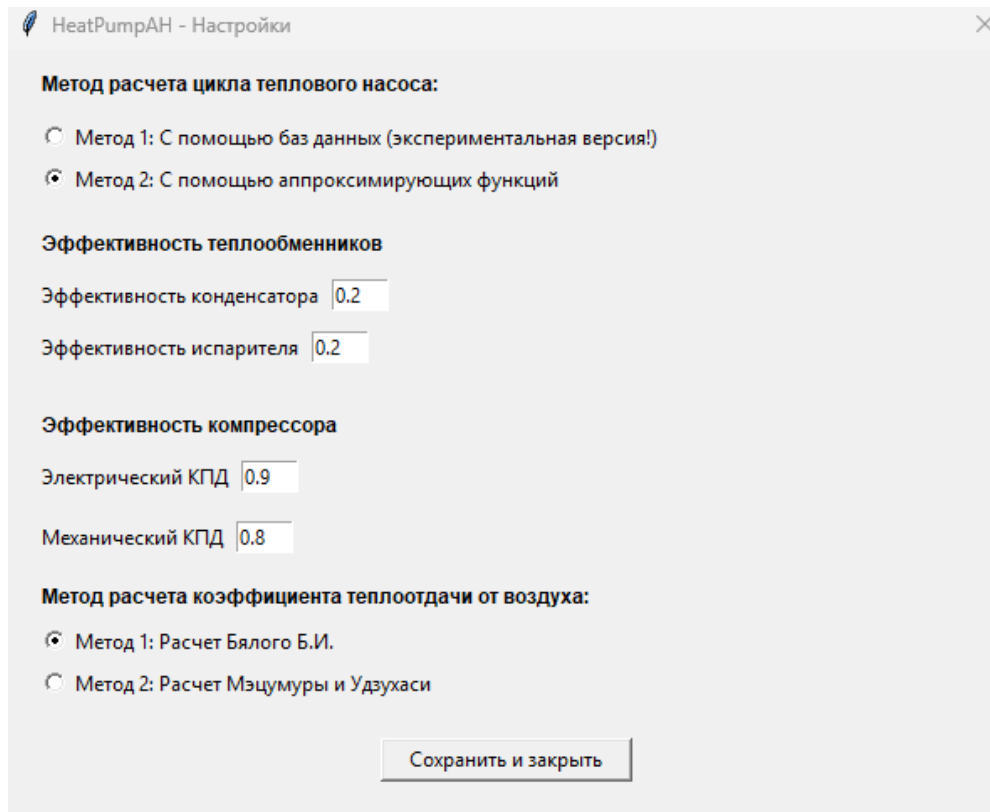 HeatPumpAH - Настройки
Метод расчета цикла теплового насоса:
Метод 1: С помощью баз данных (экспериментальная версия!)
Метод 2: С помощью аппроксимирующих функций
Эффективность теплообменников
Эффективность конденсатора 0.2
Эффективность испарителя 0.2
Эффективность компрессора
Электрический КПД 0.9
Механический КПД 0.8
Метод расчета коэффициента теплоотдачи от воздуха:
Метод 1: Расчет Бялого Б.И.
Метод 2: Расчет Мэцумуры и Удзухаси
Сохранить и закрыть